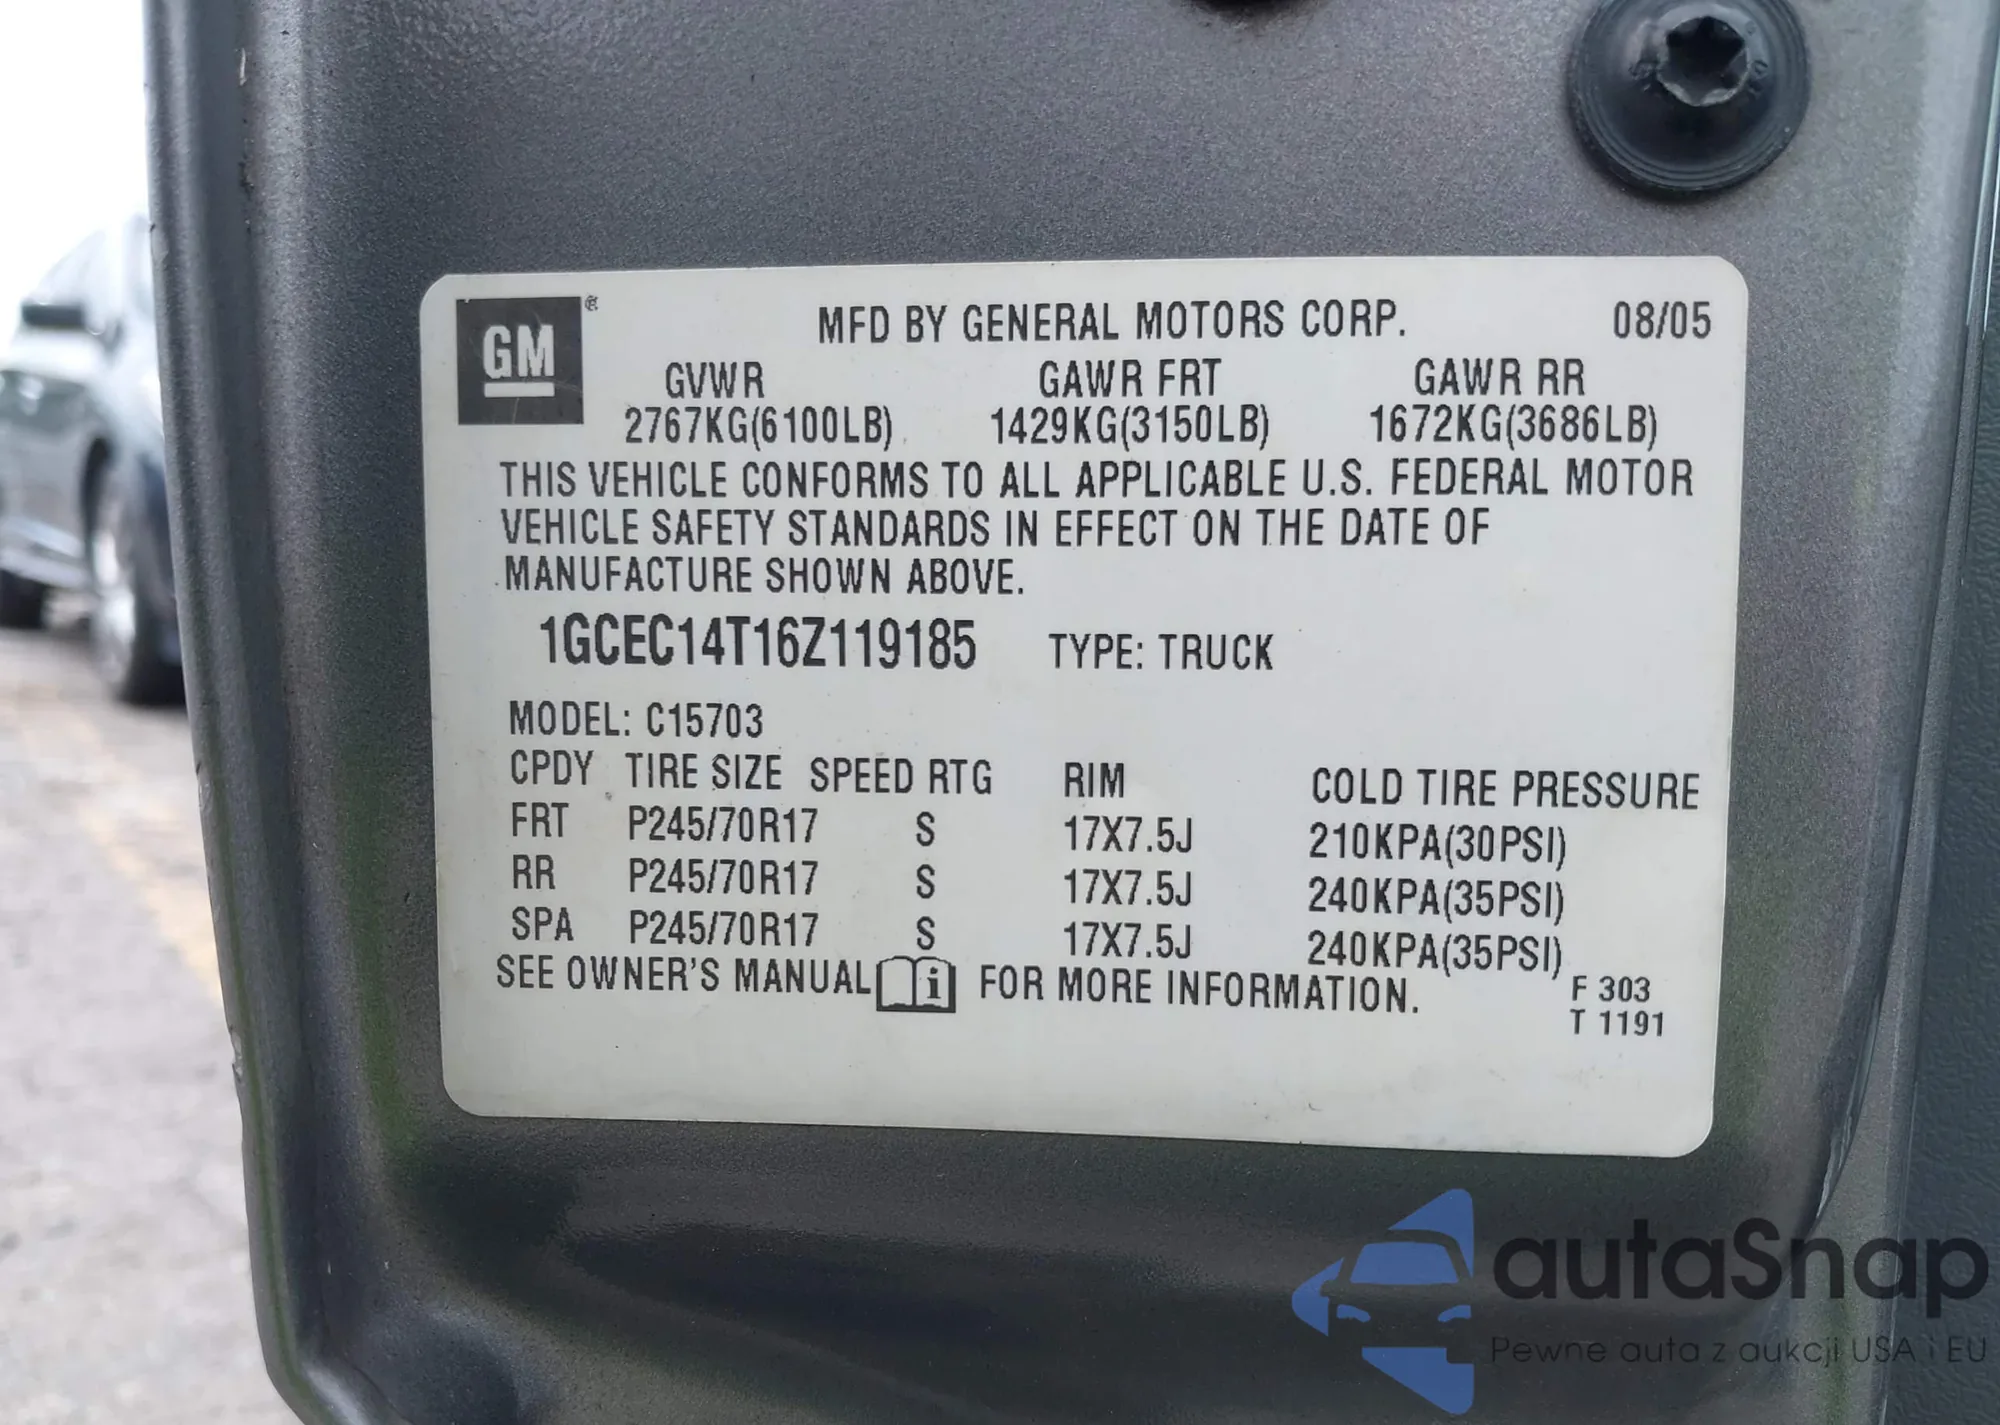 GM ®
MFD BY GENERAL MOTORS CORP. 08/05
GVWR GAWR FRT GAWR RR
2767KG(6100LB) 1429KG(3150LB) 1672KG(3686LB)
THIS VEHICLE CONFORMS TO ALL APPLICABLE U.S. FEDERAL MOTOR
VEHICLE SAFETY STANDARDS IN EFFECT ON THE DATE OF
MANUFACTURE SHOWN ABOVE.
1GCEC14T16Z119185 TYPE: TRUCK
MODEL: C15703
CPDY TIRE SIZE SPEED RTG RIM COLD TIRE PRESSURE
FRT P245/70R17 S 17X7.5J 210KPA(30PSI)
RR P245/70R17 S 17X7.5J 240KPA(35PSI)
SPA P245/70R17 S 17X7.5J 240KPA(35PSI)
SEE OWNER'S MANUAL i FOR MORE INFORMATION.
F 303
T 1191
autaSnap
Pewne auta z aukcji USA i EU